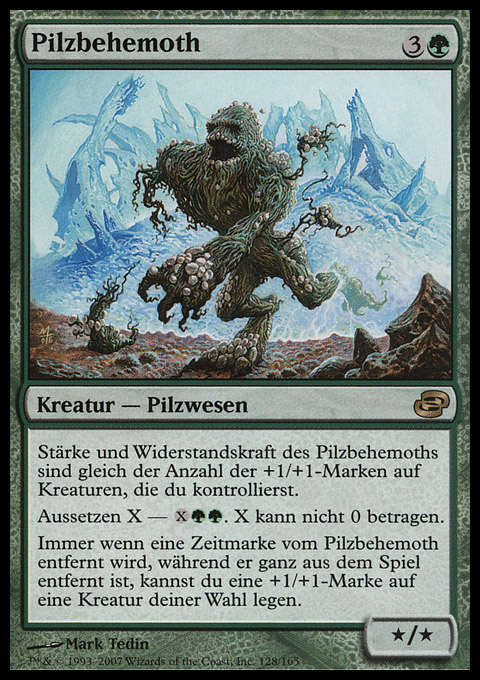 Pilzbehemoth 3
Kreatur — Pilzwesen
Stärke und Widerstandskraft des Pilzbehemoths
sind gleich der Anzahl der +1/+1-Marken auf
Kreaturen, die du kontrollierst.
Aussetzen X — X. X kann nicht 0 betragen.
Immer wenn eine Zeitmarke vom Pilzbehemoth
entfernt wird, während er ganz aus dem Spiel
entfernt ist, kannst du eine +1/+1-Marke auf
eine Kreatur deiner Wahl legen.
★/★
Mark Tedin
™ & © 1993-2007 Wizards of the Coast, Inc. 128/165